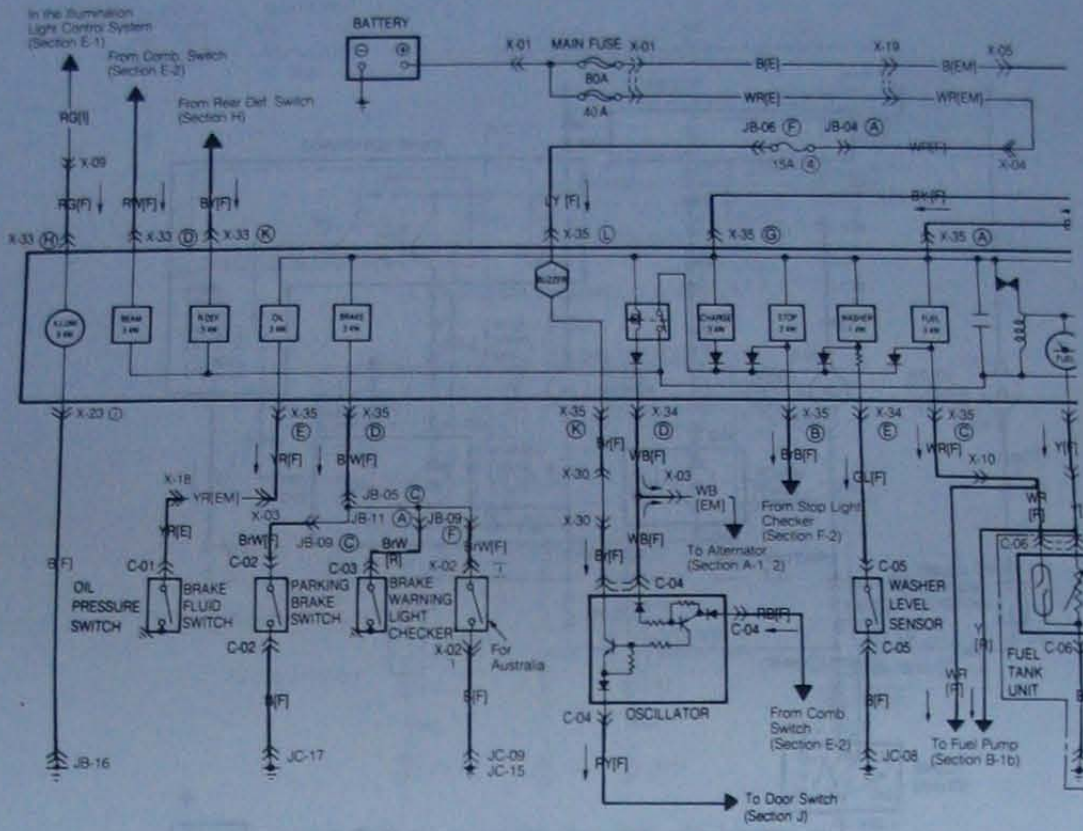 In the Illumination
Light Control System
(Section E-1)
From Comb. Switch
(Section E-2)
From Rear Def. Switch
(Section H)
BATTERY
X-01
MAIN FUSE
X-01
80A
40A
B[E]
X-19
B[EM]
X-05
WR[E]
WR[EM]
JB-06 F
JB-04 A
15A 4
X-04
RG[I]
X-09
RG[F]
BY[F]
LY [F]
X-33 H
X-33 D
X-33 K
X-35 L
X-35 G
X-35 A
BEAM
OIL
BRAKE
BUZZER
CHARGE
STOP
WASHER
FUEL
X-23
X-35
E
X-35
D
X-35
K
X-34
D
X-35
B
X-34
E
X-35
C
YR[F]
Br[F]
WB[F]
BrB[F]
GL[F]
WR[F]
Y[F]
X-18
YR[EM]
X-03
JB-05 C
JB-11 A
JB-09 F
JB-09 C
X-30
X-30
X-03
WB
[EM]
X-10
WR
[F]
YR[E]
BrW[F]
BrW
[R]
BrW[F]
WB[F]
Br[F]
From Stop Light
Checker
(Section F-2)
To Alternator
(Section A-1, 2)
B[F]
C-01
C-02
C-03
X-02
C-04
C-05
C-06
OIL
PRESSURE
SWITCH
BRAKE
FLUID
SWITCH
PARKING
BRAKE
SWITCH
BRAKE
WARNING
LIGHT
CHECKER
WASHER
LEVEL
SENSOR
C-02
X-02
For
Australia
C-04
RB[F]
C-05
C-06
FUEL
TANK
UNIT
Y
[R]
B[F]
B[F]
C-04
OSCILLATOR
From Comb
Switch
(Section E-2)
B[F]
To Fuel Pump
(Section B-1b)
JB-16
JC-17
JC-09
JC-15
RY[F]
JC-08
To Door Switch
(Section J)